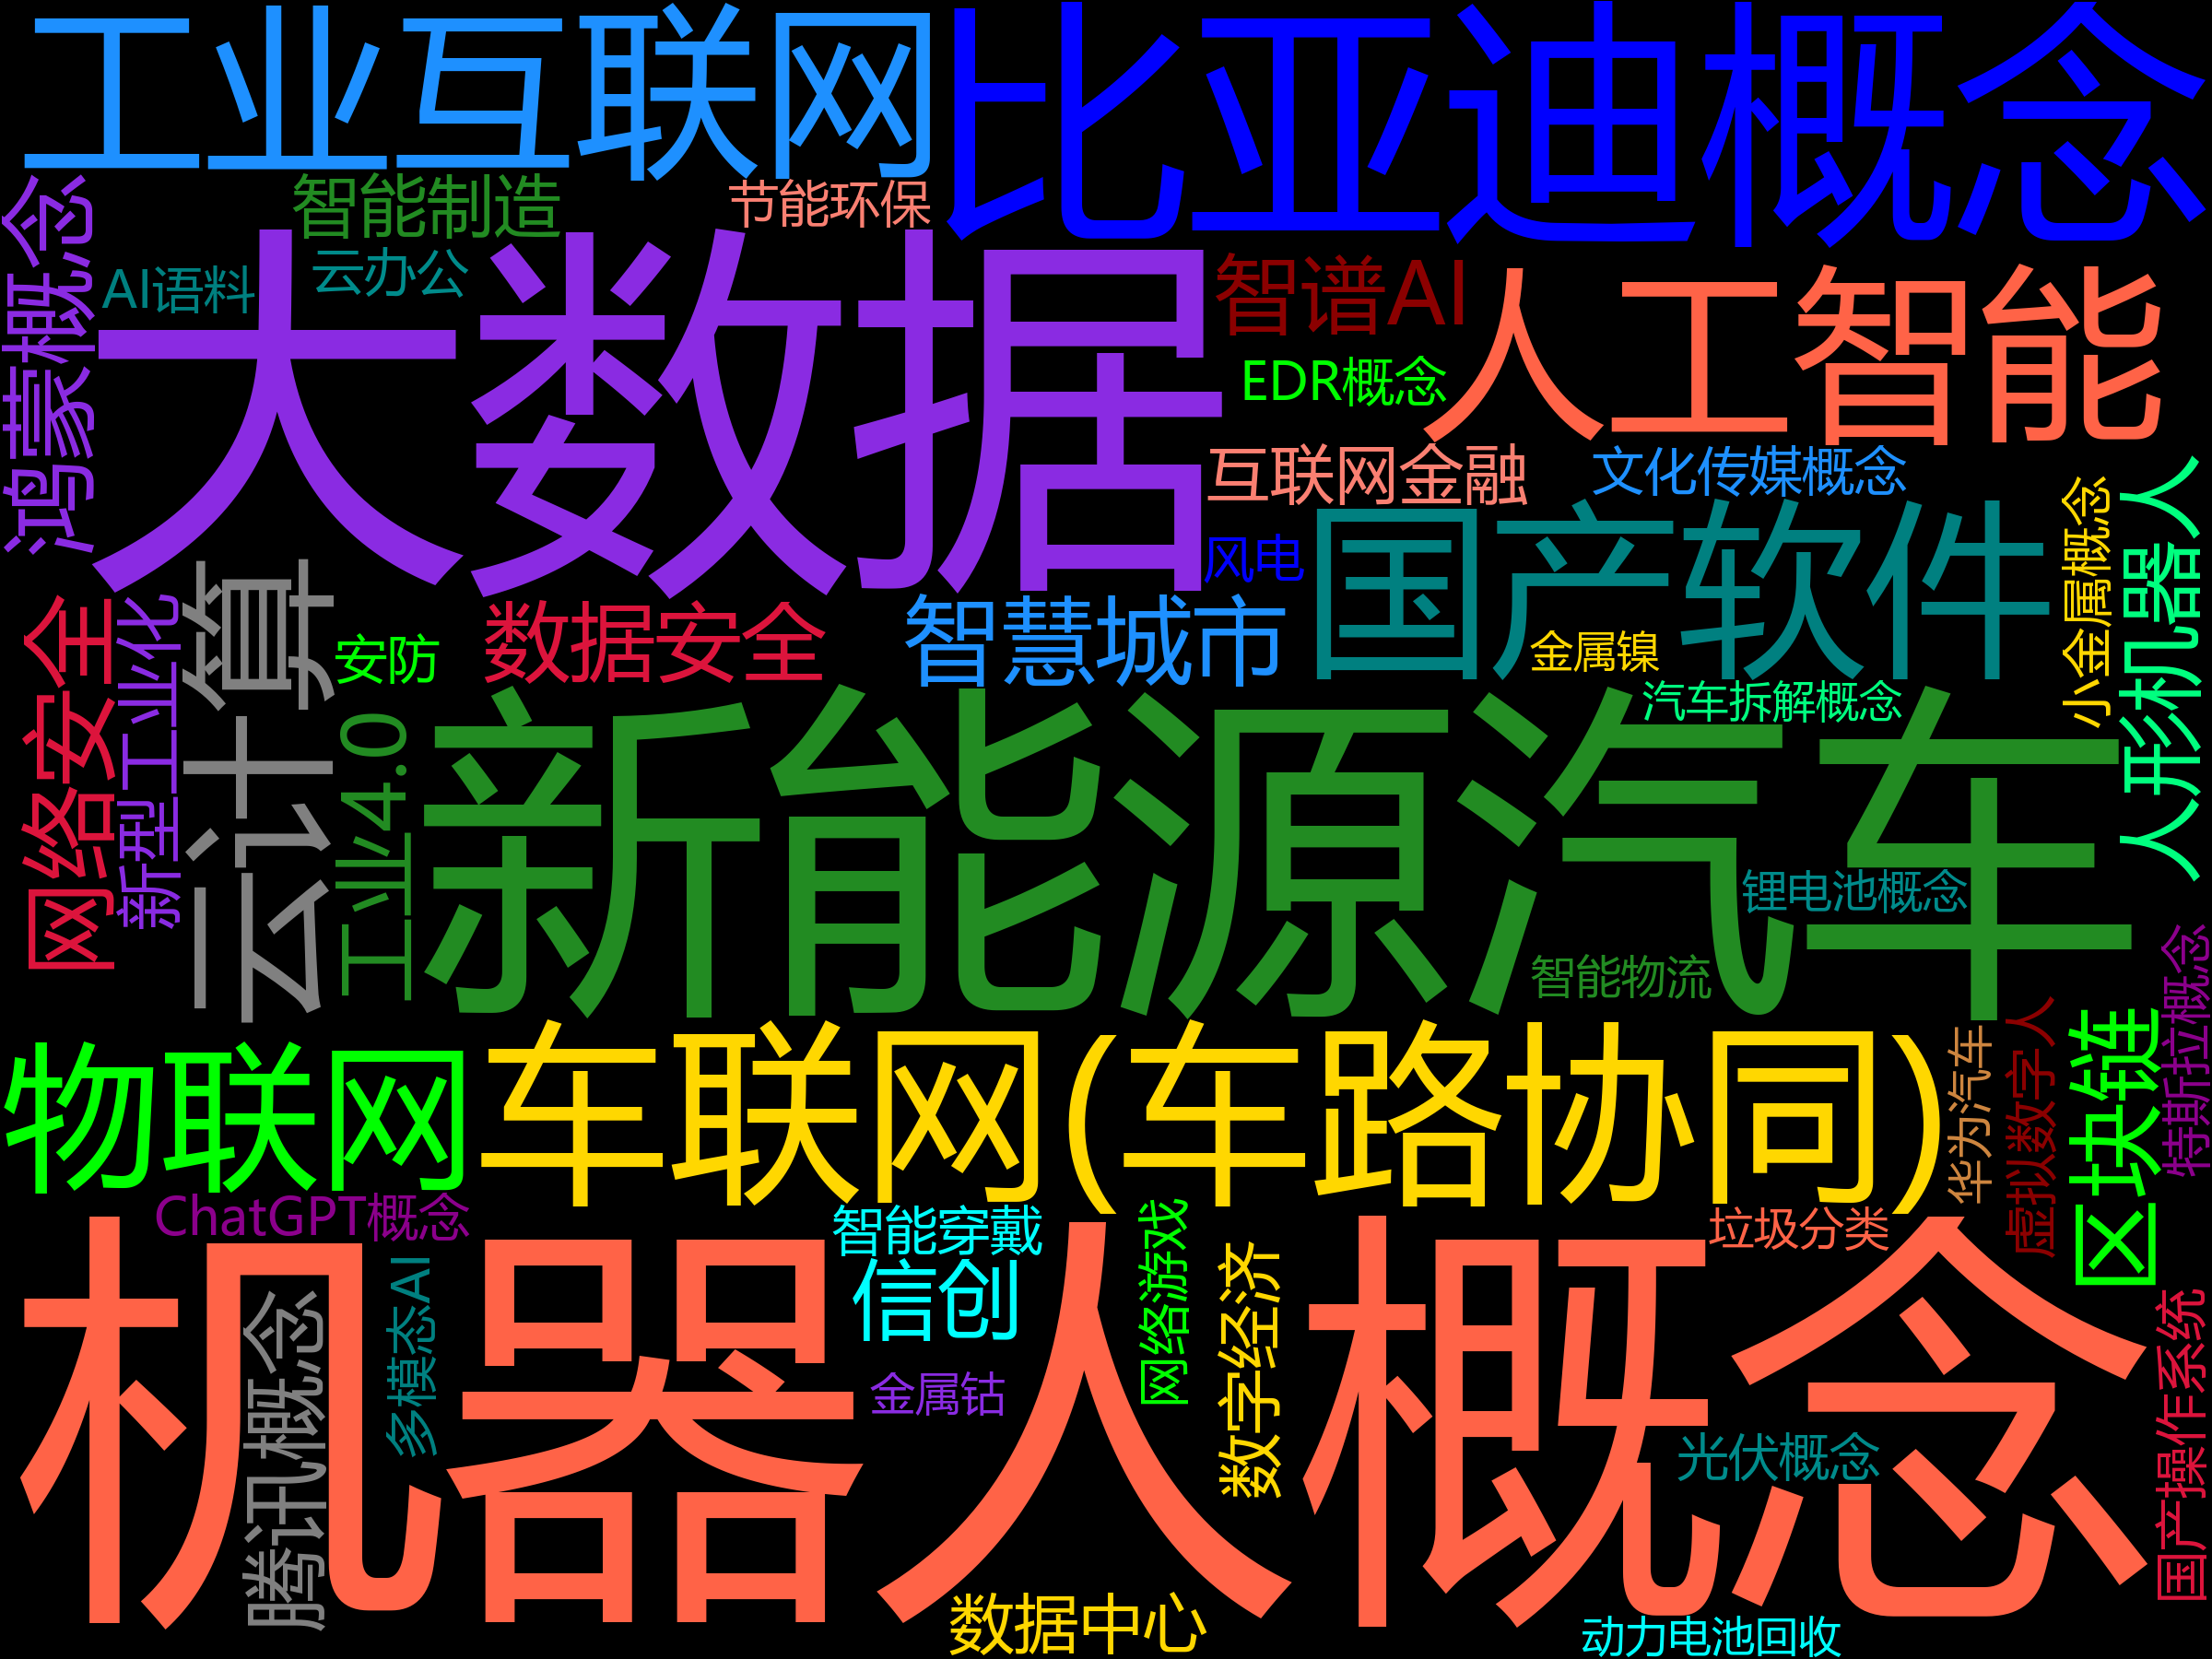 工业互联网
比亚迪概念
智能制造
节能环保
鸿蒙概念
AI语料
云办公
大数据
智谱AI
人工智能
EDR概念
互联网金融
文化传媒概念
小金属概念
人形机器人
风电
国产软件
网络安全
新型工业化
云计算
安防
数据安全
智慧城市
金属镍
汽车拆解概念
工业4.0
新能源汽车
锂电池概念
智能物流
特斯拉概念
物联网
车联网(车路协同)
华为汽车
虚拟数字人
区块链
ChatGPT概念
智能穿戴
网络游戏
垃圾分类
信创
数字经济
多模态AI
腾讯概念
机器人概念
金属钴
光伏概念
国产操作系统
数据中心
动力电池回收